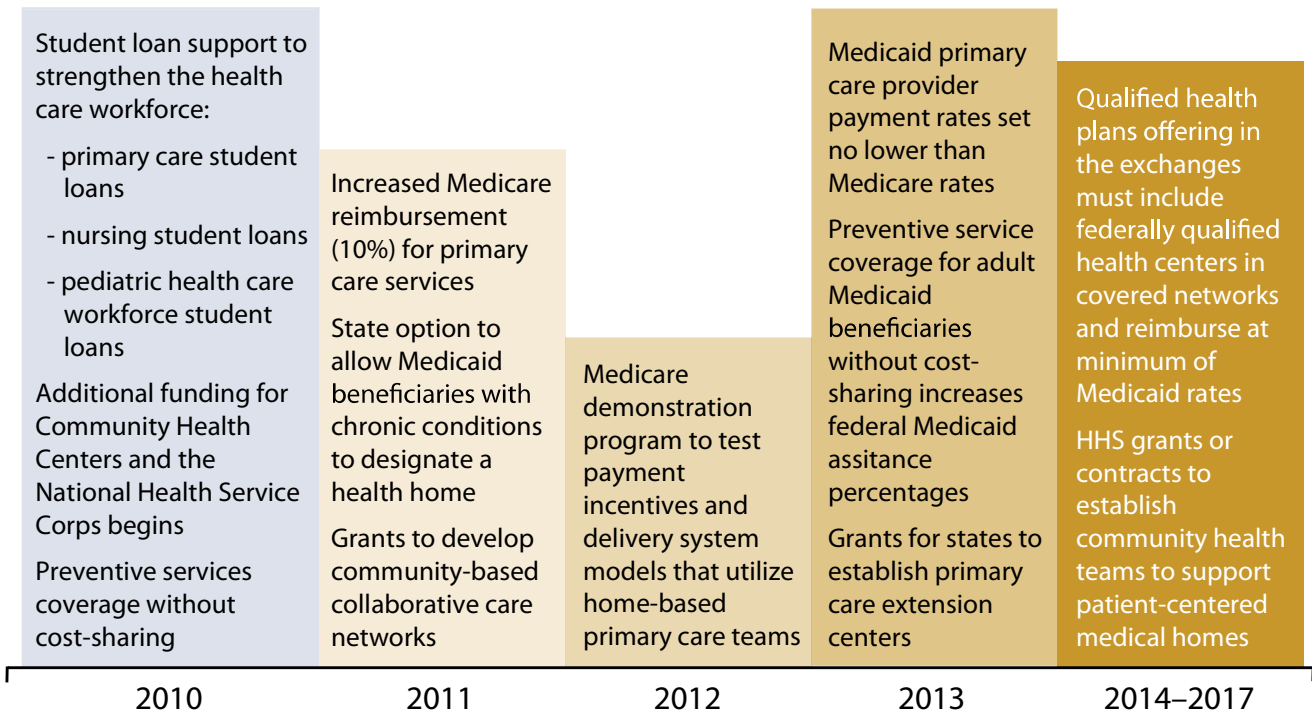 Student loan support to
strengthen the health
care workforce:
- primary care student
loans
- nursing student loans
- pediatric health care
workforce student
loans
Additional funding for
Community Health
Centers and the
National Health Service
Corps begins
Preventive services
coverage without
cost-sharing
Increased Medicare
reimbursement
(10%) for primary
care services
State option to
allow Medicaid
beneficiaries with
chronic conditions
to designate a
health home
Grants to develop
community-based
collaborative care
networks
Medicare
demonstration
program to test
payment
incentives and
delivery system
models that utilize
home-based
primary care teams
Medicaid primary
care provider
payment rates set
no lower than
Medicare rates
Preventive service
coverage for adult
Medicaid
beneficiaries
without cost-
sharing increases
federal Medicaid
assitance
percentages
Grants for states to
establish primary
care extension
centers
Qualified health
plans offering in
the exchanges
must include
federally qualified
health centers in
covered networks
and reimburse at
minimum of
Medicaid rates
HHS grants or
contracts to
establish
community health
teams to support
patient-centered
medical homes
2010
2011
2012
2013
2014–2017